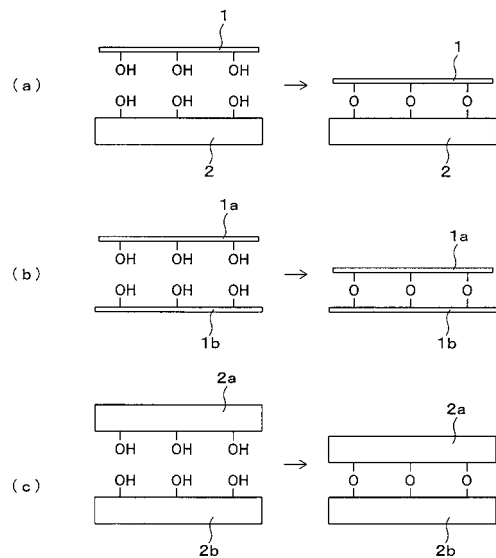 1 1
OH OH OH
(a) OH OH OH → O O O
2 2
1a 1a
OH OH OH
(b) OH OH OH → O O O
1b 1b
2a 2a
OH OH OH
(c) OH OH OH → O O O
2b 2b